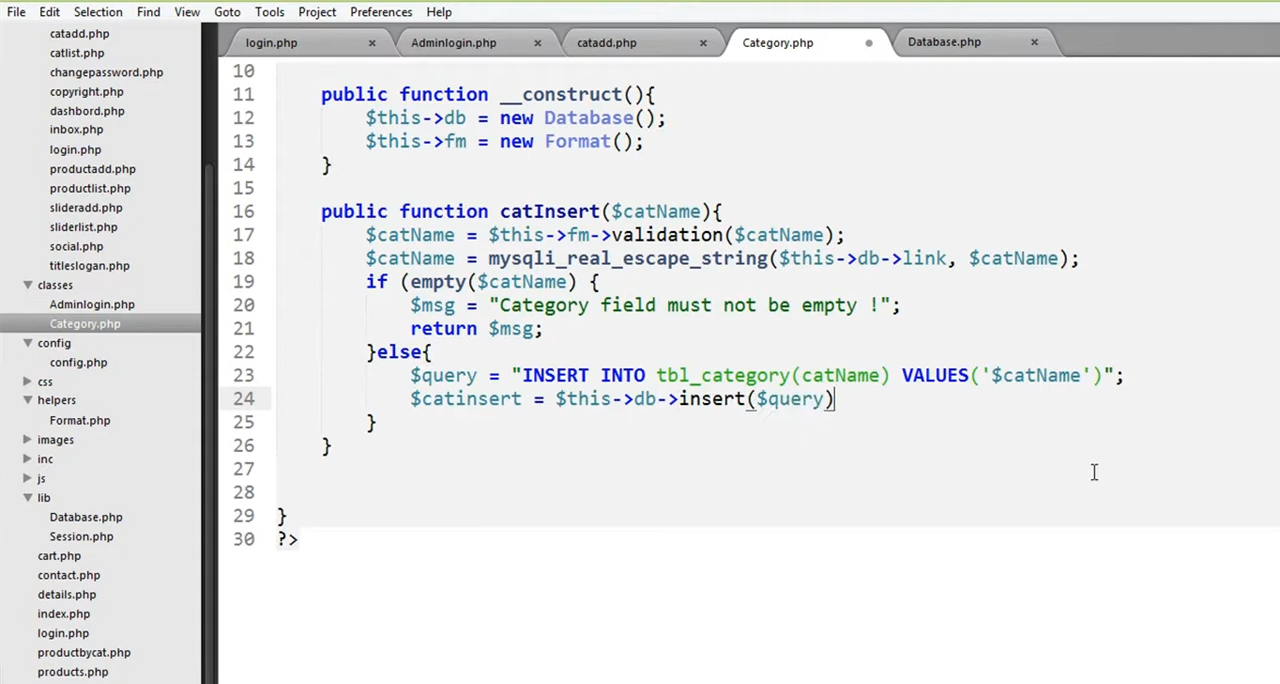 File Edit Selection Find View Goto Tools Project Preferences Help
catadd.php
catlist.php
changepassword.php
copyright.php
dashbord.php
inbox.php
login.php
productadd.php
productlist.php
slideradd.php
sliderlist.php
social.php
titleslogan.php
classes
Adminlogin.php
Category.php
config
config.php
css
helpers
Format.php
images
inc
js
lib
Database.php
Session.php
cart.php
contact.php
details.php
index.php
login.php
productbycat.php
products.php
login.php × Adminlogin.php × catadd.php × Category.php Database.php ×
10
11 public function __construct(){
12 $this->db = new Database();
13 $this->fm = new Format();
14 }
15
16 public function catInsert($catName){
17 $catName = $this->fm->validation($catName);
18 $catName = mysqli_real_escape_string($this->db->link, $catName);
19 if (empty($catName) {
20 $msg = "Category field must not be empty !";
21 return $msg;
22 }else{
23 $query = "INSERT INTO tbl_category(catName) VALUES('$catName')";
24 $catinsert = $this->db->insert($query)
25 }
26 }
27
28
29 }
30 ?>